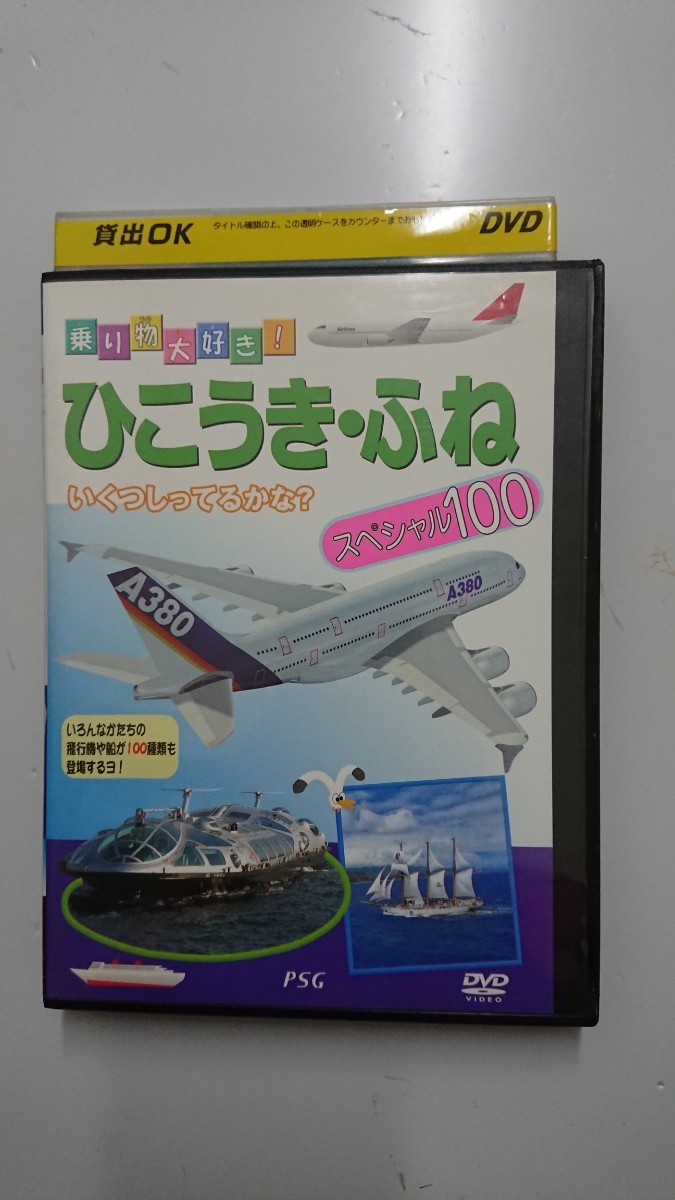 貸出OK
タイトル確認の上、この透明ケースをカウンターまで
DVD
乗り物大好き!
ひこうき・ふね
いくつしってるかな?
スペシャル100
Airlines
A380
A380
いろんなかたちの
飛行機や船が100種類も
登場するヨ!
PSG
DVD
VIDEO